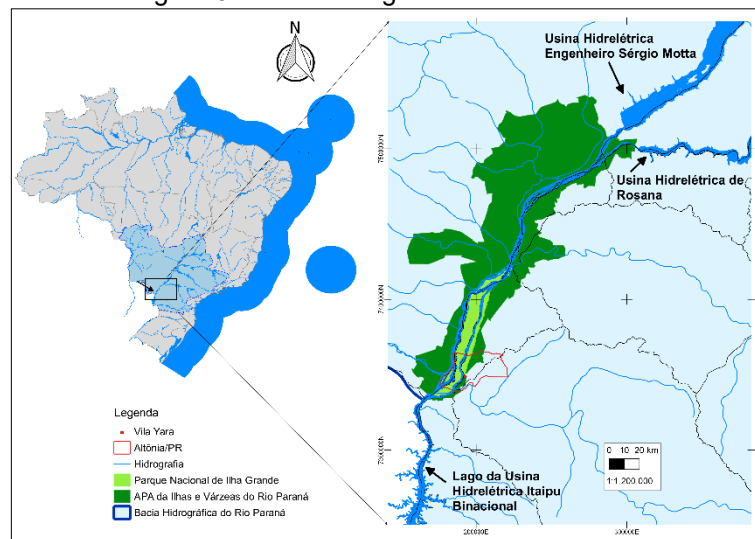 N
Usina Hidrelétrica
Engenheiro Sérgio Motta
Usina Hidrelétrica de
Rosana
Legenda
Vila Yara
Altônia/PR
Hidrografia
Parque Nacional de Ilha Grande
APA da Ilhas e Várzeas do Rio Paraná
Bacia Hidrográfica do Rio Paraná
Lago da Usina
Hidrelétrica Itaipu
Binacional
0 10 20 km
1:1.200.000